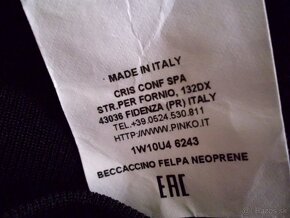 MADE IN ITALY
CRIS CONF SPA
STR.PER FORNIO, 132DX
43036 FIDENZA (PR) ITALY
TEL.+39.0524.530.811
HTTP://WWW.PINKO.IT
1W10U4 6243
BECCACCINO FELPA NEOPRENE
EAC